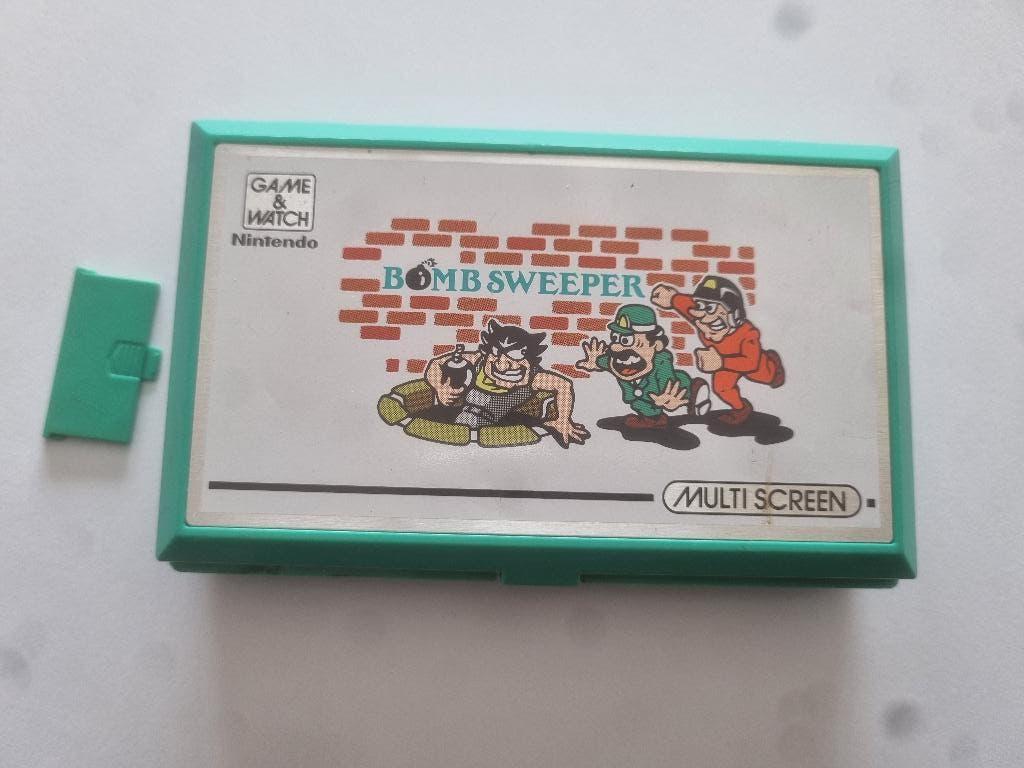 GAME
&
WATCH
Nintendo
BOMB SWEEPER
MULTI SCREEN